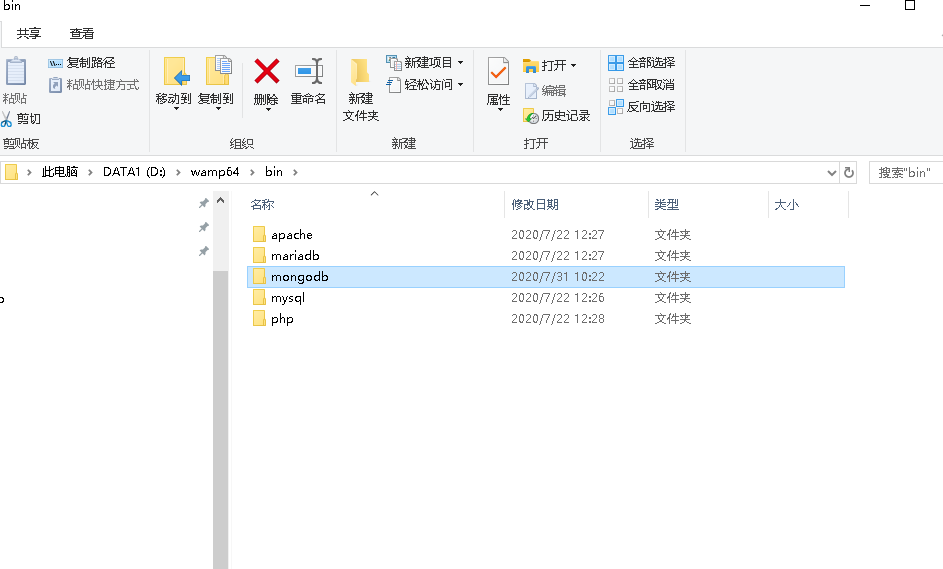 bin
共享 查看
粘贴
剪切
复制路径
粘贴快捷方式
剪贴板
移动到 复制到 删除 重命名
组织
新建
文件夹
新建项目
轻松访问
新建
属性
打开
编辑
历史记录
打开
全部选择
全部取消
反向选择
选择
此电脑 > DATA1 (D:) > wamp64 > bin >
搜索"bin"
名称 修改日期 类型 大小
apache 2020/7/22 12:27 文件夹
mariadb 2020/7/22 12:27 文件夹
mongodb 2020/7/31 10:22 文件夹
mysql 2020/7/22 12:26 文件夹
php 2020/7/22 12:28 文件夹